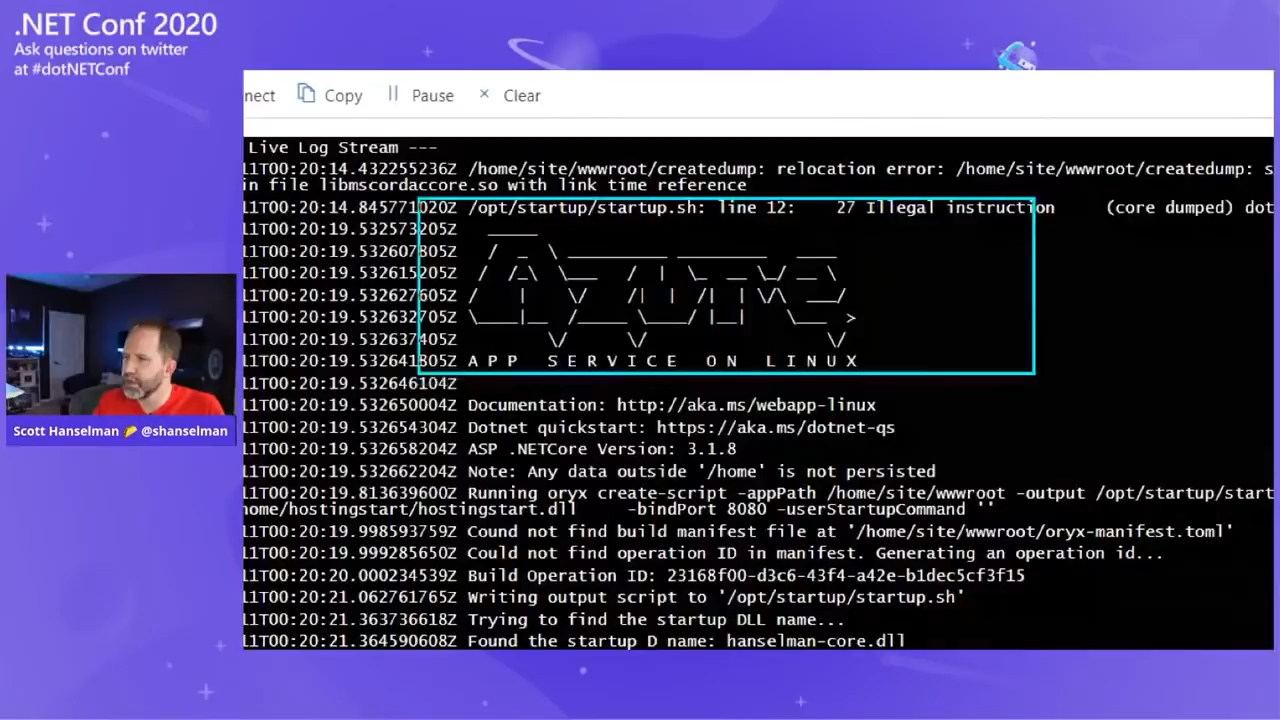 .NET Conf 2020
Ask questions on twitter
at #dotNETConf
nect Copy Pause Clear
Live Log Stream ---
11T00:20:14.432255236Z /home/site/wwwroot/createdump: relocation error: /home/site/wwwroot/createdump: s
in file libmscordaccore.so with link time reference
11T00:20:14.845771020Z /opt/startup/startup.sh: line 12: 27 Illegal instruction (core dumped) dot
11T00:20:19.532573205Z
11T00:20:19.532607805Z
11T00:20:19.532615205Z
11T00:20:19.532627605Z
11T00:20:19.532632705Z
11T00:20:19.532637405Z
Azure
11T00:20:19.532641805Z A P P S E R V I C E O N L I N U X
11T00:20:19.532646104Z
11T00:20:19.532650004Z Documentation: http://aka.ms/webapp-linux
11T00:20:19.532654304Z Dotnet quickstart: https://aka.ms/dotnet-qs
11T00:20:19.532658204Z ASP .NETCore Version: 3.1.8
11T00:20:19.532662204Z Note: Any data outside '/home' is not persisted
11T00:20:19.813639600Z Running oryx create-script -appPath /home/site/wwwroot -output /opt/startup/start
home/hostingstart/hostingstart.dll -bindPort 8080 -userStartupCommand ''
11T00:20:19.998593759Z Cound not find build manifest file at '/home/site/wwwroot/oryx-manifest.toml'
11T00:20:19.999285650Z Could not find operation ID in manifest. Generating an operation id...
11T00:20:20.000234539Z Build Operation ID: 23168f00-d3c6-43f4-a42e-b1dec5cf3f15
11T00:20:21.062761765Z Writing output script to '/opt/startup/startup.sh'
11T00:20:21.363736618Z Trying to find the startup DLL name...
11T00:20:21.364590608Z Found the startup D name: hanselman-core.dll
Scott Hanselman 🌮 @shanselman